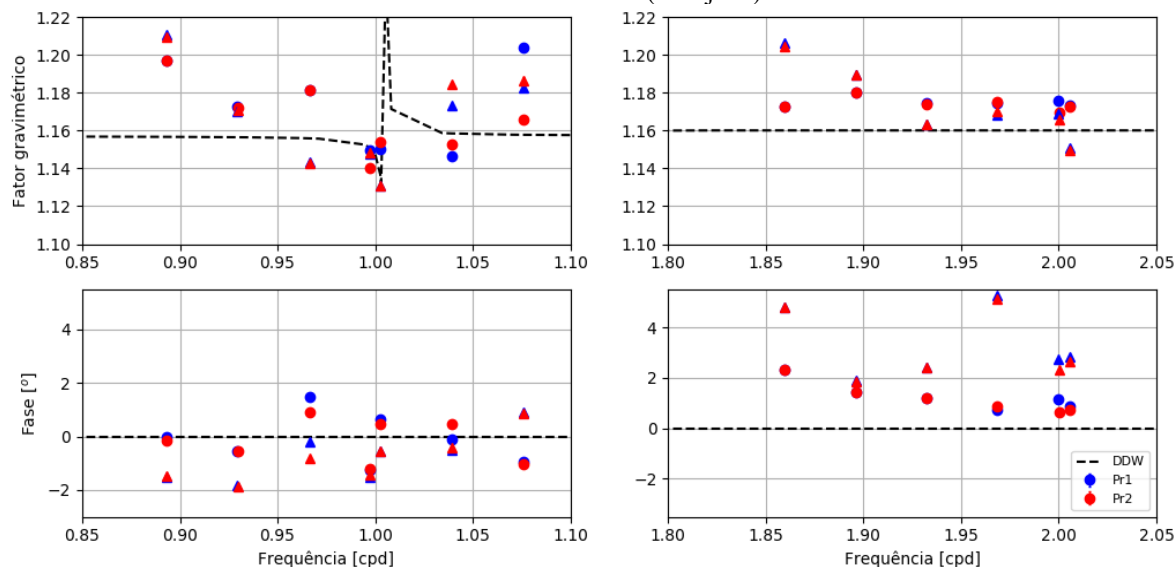 1.22
1.20
1.18
1.16
1.14
1.12
1.10
Fator gravimétrico
0.85 0.90 0.95 1.00 1.05 1.10
1.22
1.20
1.18
1.16
1.14
1.12
1.10
1.80 1.85 1.90 1.95 2.00 2.05
4
2
0
−2
Fase [º]
0.85 0.90 0.95 1.00 1.05 1.10
Frequência [cpd]
4
2
0
−2
DDW
Pr1
Pr2
1.80 1.85 1.90 1.95 2.00 2.05
Frequência [cpd]